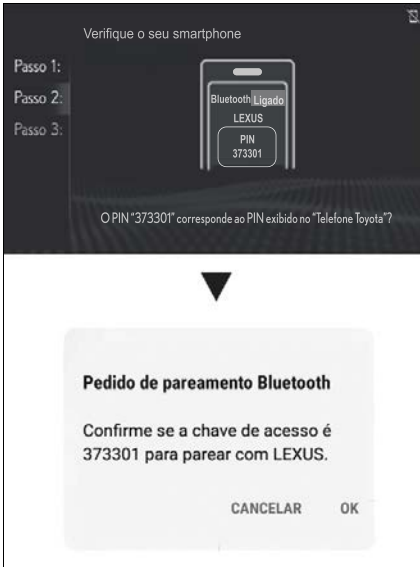 Verifique o seu smartphone
Passo 1:
Passo 2:
Passo 3:
Bluetooth Ligado
LEXUS
PIN
373301
O PIN "373301" corresponde ao PIN exibido no "Telefone Toyota"?
Pedido de pareamento Bluetooth
Confirme se a chave de acesso é
373301 para parear com LEXUS.
CANCELAR OK